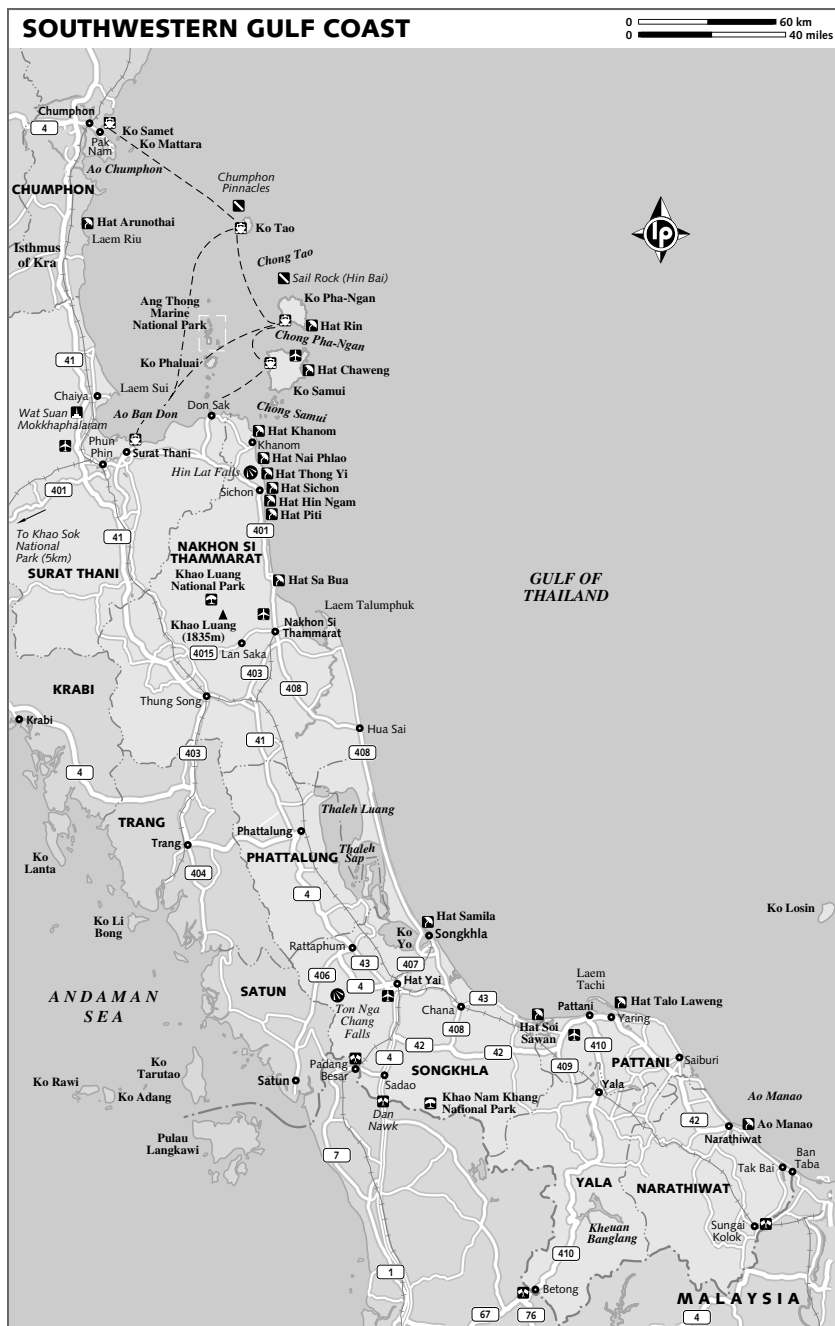 SOUTHWESTERN GULF COAST
0 60 km
0 40 miles
Chumphon
4
Pak
Nam
Ko Samet
Ko Mattara
Ao Chumphon
Chumphon
Pinnacles
CHUMPHON
Hat Arunothai
Laem Riu
Ko Tao
lp
Isthmus
of Kra
Chong Tao
Sail Rock (Hin Bai)
Ko Pha-Ngan
Ang Thong
Marine
National Park
Hat Rin
Chong Pha-Ngan
41
Ko Phaluai
Hat Chaweng
Ko Samui
Laem Sui
Chaiya
Wat Suan
Mokkhaphalaram
Ao Ban Don
Don Sak
Chong Samui
Hat Khanom
Khanom
Phun
Phin
Surat Thani
Hat Nai Phlao
Hin Lat Falls
Hat Thong Yi
Sichon
Hat Sichon
Hat Hin Ngam
Hat Piti
401
41
401
To Khao Sok
National
Park (5km)
SURAT THANI
NAKHON SI
THAMMARAT
Khao Luang
National Park
Hat Sa Bua
GULF OF
THAILAND
Khao Luang
(1835m)
Laem Talumphuk
Nakhon Si
Thammarat
4015
Lan Saka
403
408
KRABI
Thung Song
Krabi
Hua Sai
403
41
408
4
TRANG
Thaleh Luang
Phattalung
Trang
PHATTALUNG
Thaleh
Sap
Ko
Lanta
404
4
Ko Li
Bong
Hat Samila
Ko
Yo
Songkhla
Ko Losin
Rattaphum
406
43
407
4
Hat Yai
ANDAMAN
SEA
SATUN
Ton Nga
Chang
Falls
Chana
43
408
Laem
Tachi
Pattani
Hat Talo Laweng
Yaring
Hat Soi
Sawan
42
42
410
PATTANI
Saiburi
4
409
Ko
Tarutao
Ko Rawi
Ko Adang
Satun
Padang
Besar
Sadao
SONGKHLA
Yala
Ao Manao
Dan
Nawk
Khao Nam Khang
National Park
42
Ao Manao
Narathiwat
Pulau
Langkawi
7
Ban
Taba
Tak Bai
YALA
NARATHIWAT
Sungai
Kolok
Kheuan
Banglang
410
1
Betong
MALAYSIA
67
76
4